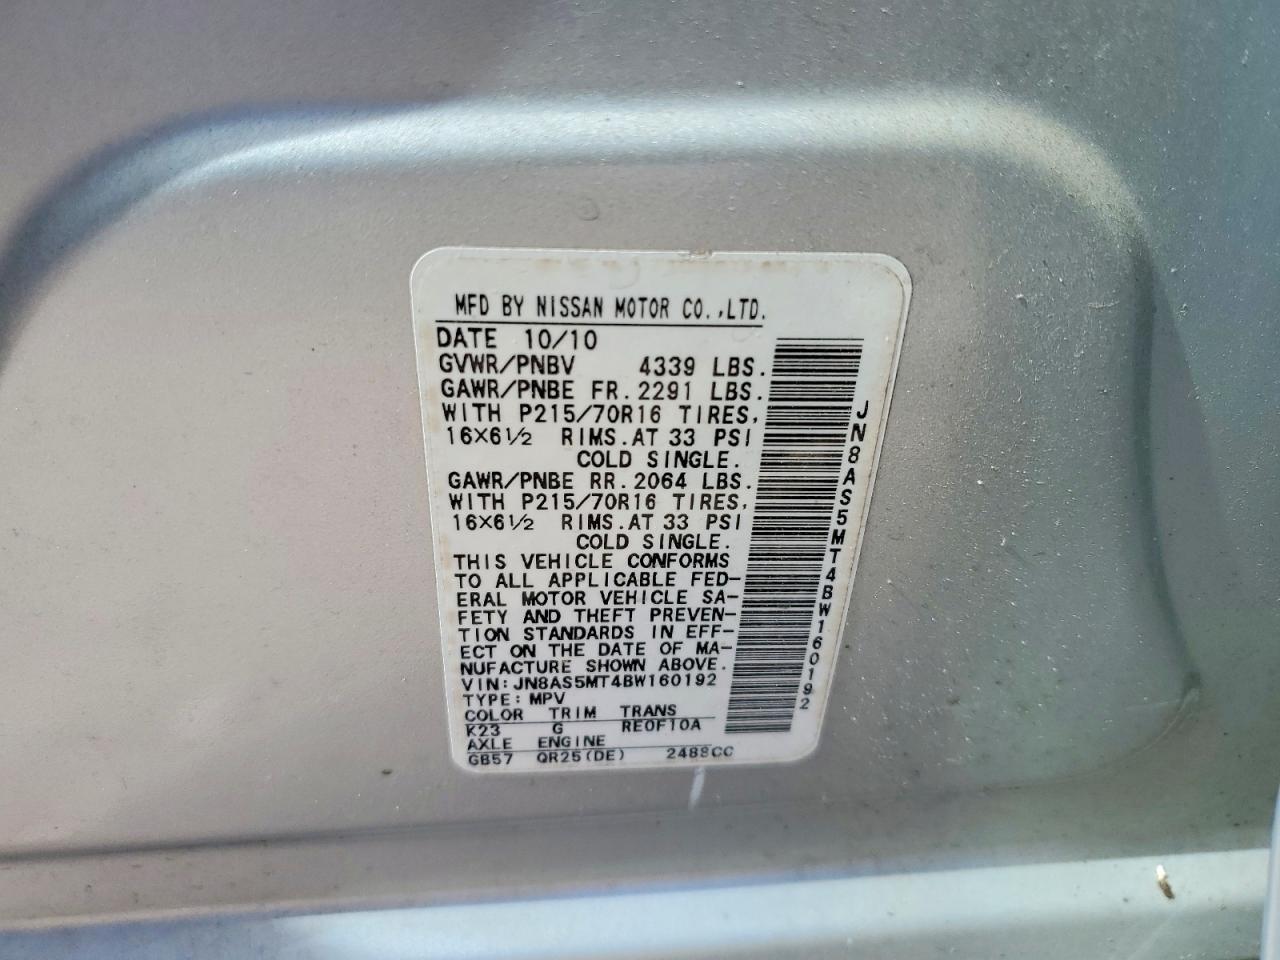 MFD BY NISSAN MOTOR CO.,LTD.
DATE 10/10
GVWR/PNBV 4339 LBS.
GAWR/PNBE FR. 2291 LBS.
WITH P215/70R16 TIRES,
16×6½ RIMS. AT 33 PSI
COLD SINGLE.
GAWR/PNBE RR. 2064 LBS.
WITH P215/70R16 TIRES,
16×6½ RIMS. AT 33 PSI
COLD SINGLE.
THIS VEHICLE CONFORMS
TO ALL APPLICABLE FED-
ERAL MOTOR VEHICLE SA-
FETY AND THEFT PREVEN-
TION STANDARDS IN EFF-
ECT ON THE DATE OF MA-
NUFACTURE SHOWN ABOVE.
VIN: JN8AS5MT4BW160192
TYPE: MPV
COLOR TRIM TRANS
K23 G RE0F10A
AXLE ENGINE
GB57 QR25(DE) 2488CC
JN8AS5MT4BW160192